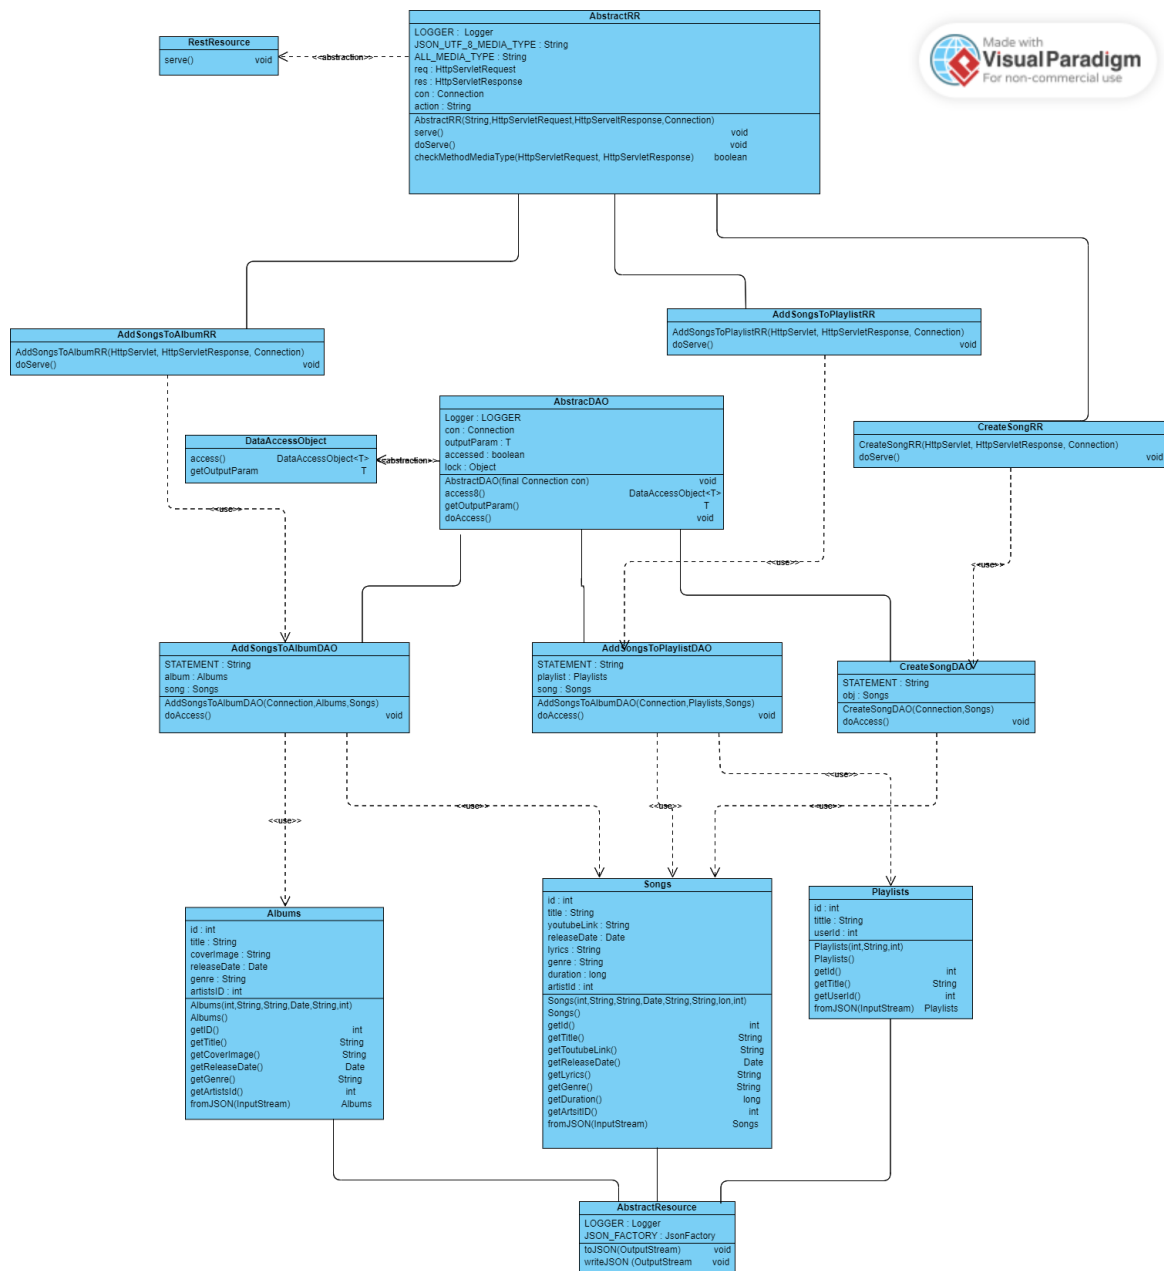 AbstractRR
LOGGER : Logger
JSON_UTF_8_MEDIA_TYPE : String
ALL_MEDIA_TYPE : String
req : HttpServletRequest
res : HttpServletResponse
con : Connection
action : String
AbstractRR(String,HttpServletRequest,HttpServeltResponse,Connection)
serve() void
doServe() void
checkMethodMediaType(HttpServletRequest, HttpServletResponse) boolean
RestResource
serve() void
<<abstraction>>
Made with
Visual Paradigm
For non-commercial use
AddSongsToAlbumRR
AddSongsToAlbumRR(HttpServlet, HttpServletResponse, Connection)
doServe() void
AddSongsToPlaylistRR
AddSongsToPlaylistRR(HttpServlet, HttpServletResponse, Connection)
doServe() void
CreateSongRR
CreateSongRR(HttpServlet, HttpServletResponse, Connection)
doServe() void
AbstracDAO
Logger : LOGGER
con : Connection
outputParam : T
accessed : boolean
lock : Object
AbstractDAO(final Connection con) void
access8() DataAccessObject<T>
getOutputParam() T
doAccess() void
DataAccessObject
access() DataAccessObject<T>
getOutputParam T
<<abstraction>>
<<use>>
<<use>>
<<use>>
AddSongsToAlbumDAO
STATEMENT : String
album : Albums
song : Songs
AddSongsToAlbumDAO(Connection,Albums,Songs)
doAccess() void
AddSongsToPlaylistDAO
STATEMENT : String
playlist : Playlists
song : Songs
AddSongsToAlbumDAO(Connection,Playlists,Songs)
doAccess() void
CreateSongDAO
STATEMENT : String
obj : Songs
CreateSongDAO(Connection,Songs)
doAccess() void
<<use>>
<<use>>
<<use>>
<<use>>
<<use>>
Albums
id : int
title : String
coverImage : String
releaseDate : Date
genre : String
artistsID : int
Albums(int,String,String,Date,String,int)
Albums()
getID() int
getTitle() String
getCoverImage() String
getReleaseDate() Date
getGenre() String
getArtistsId() int
fromJSON(InputStream) Albums
Songs
id : int
title : String
youtubeLink : String
releaseDate : Date
lyrics : String
genre : String
duration : long
artistId : int
Songs(int,String,String,Date,String,String,lon,int)
Songs()
getId() int
getTitle() String
getToutubeLink() String
getReleaseDate() Date
getLyrics() String
getGenre() String
getDuration() long
getArtsitID() int
fromJSON(InputStream) Songs
Playlists
id : int
tittle : String
userId : int
Playlists(int,String,int)
Playlists()
getId() int
getTitle() String
getUserId() int
fromJSON(InputStream) Playlists
AbstractResource
LOGGER : Logger
JSON_FACTORY : JsonFactory
toJSON(OutputStream) void
writeJSON (OutputStream void